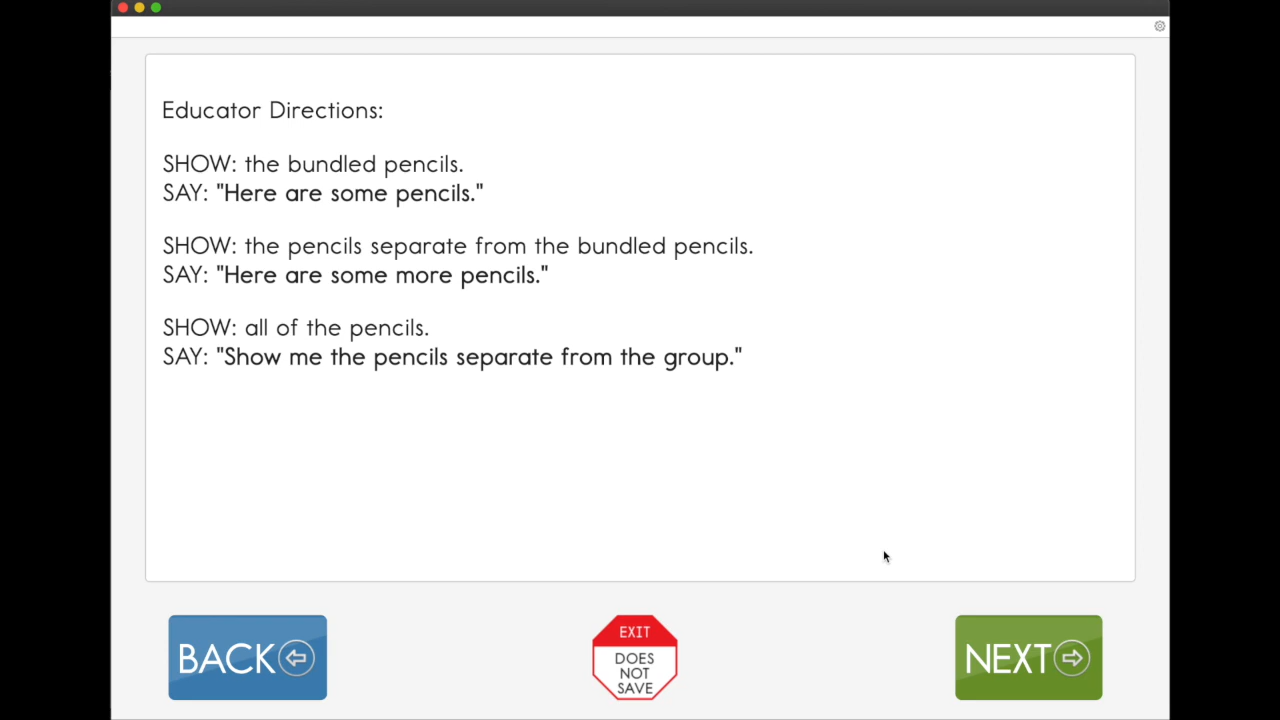 Educator Directions:
SHOW: the bundled pencils.
SAY: "Here are some pencils."
SHOW: the pencils separate from the bundled pencils.
SAY: "Here are some more pencils."
SHOW: all of the pencils.
SAY: "Show me the pencils separate from the group."
BACK
EXIT
DOES
NOT
SAVE
NEXT